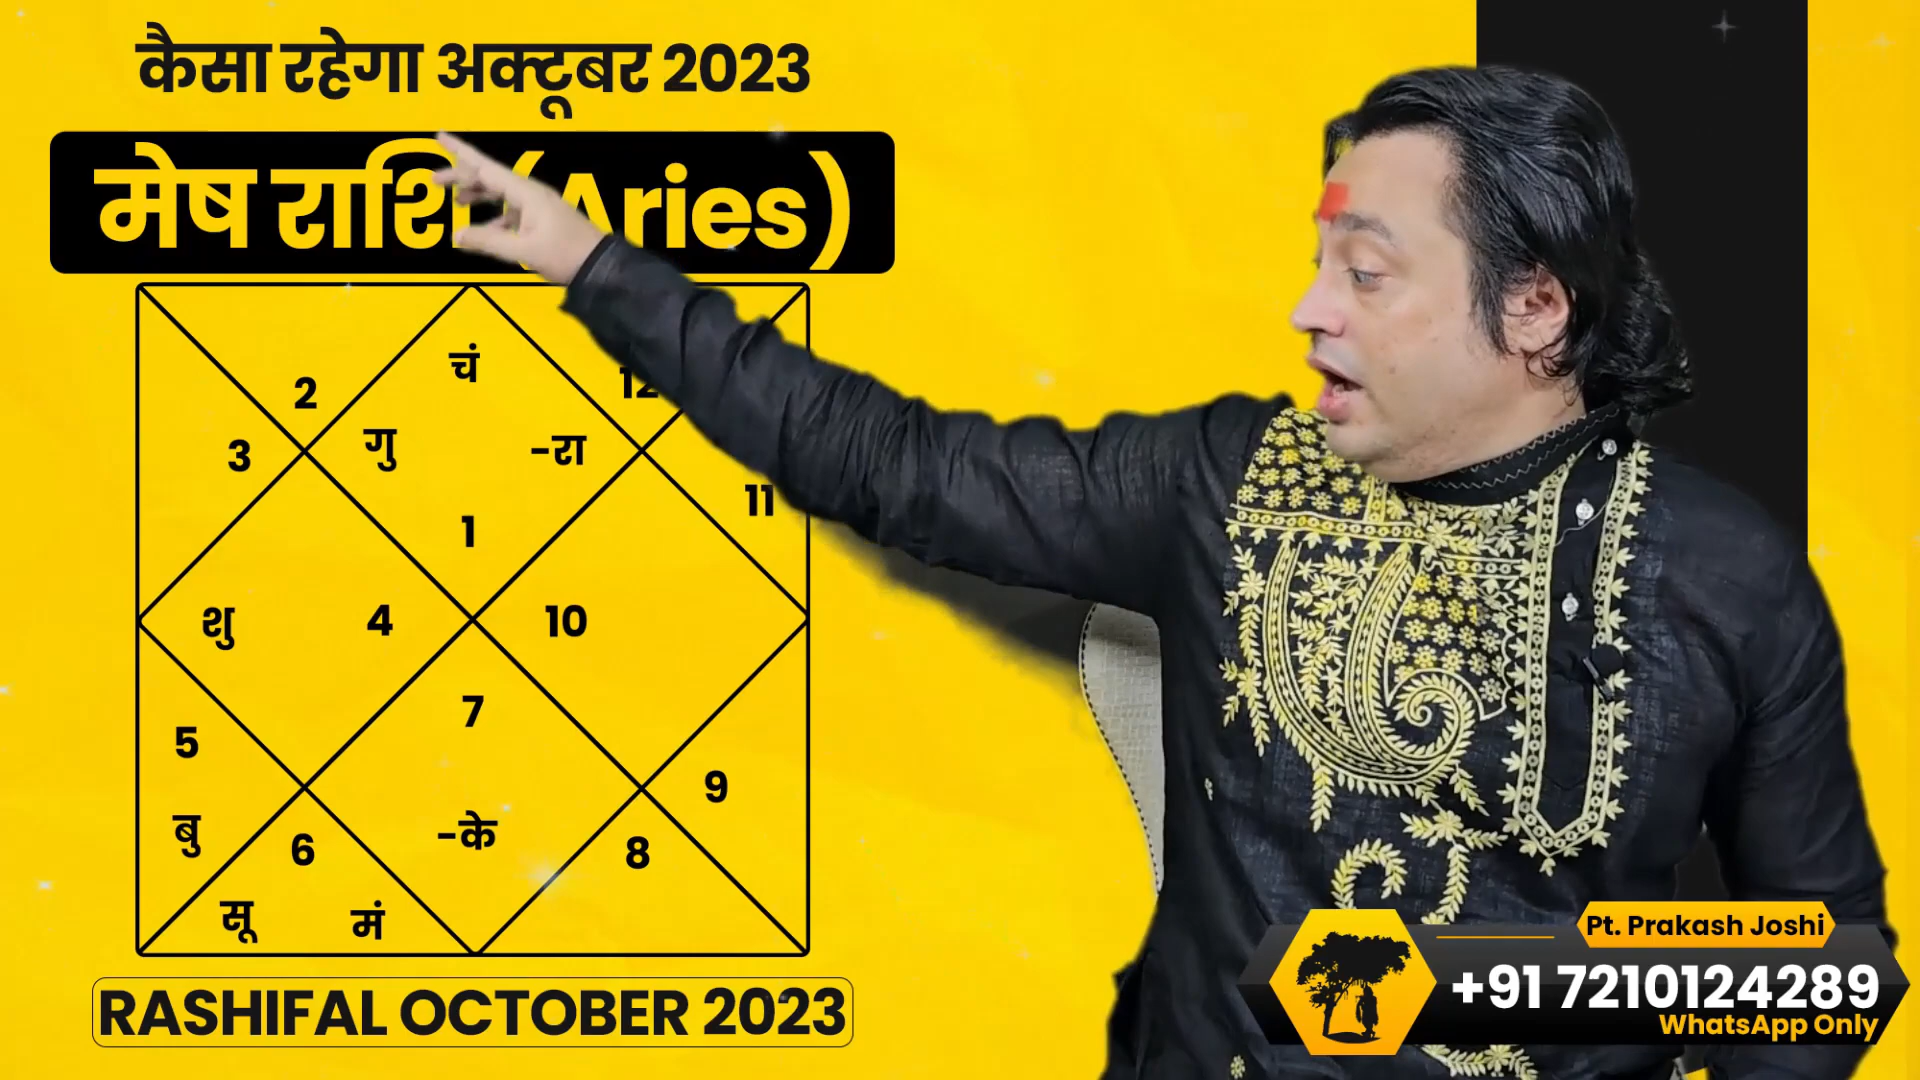 कैसा रहेगा अक्टूबर 2023
मेष राशि (Aries)
चं
2
12
3
गु
-रा
11
1
शु
4
10
7
5
9
बु
6
-के
8
सू
मं
RASHIFAL OCTOBER 2023
Pt. Prakash Joshi
+91 7210124289
WhatsApp Only